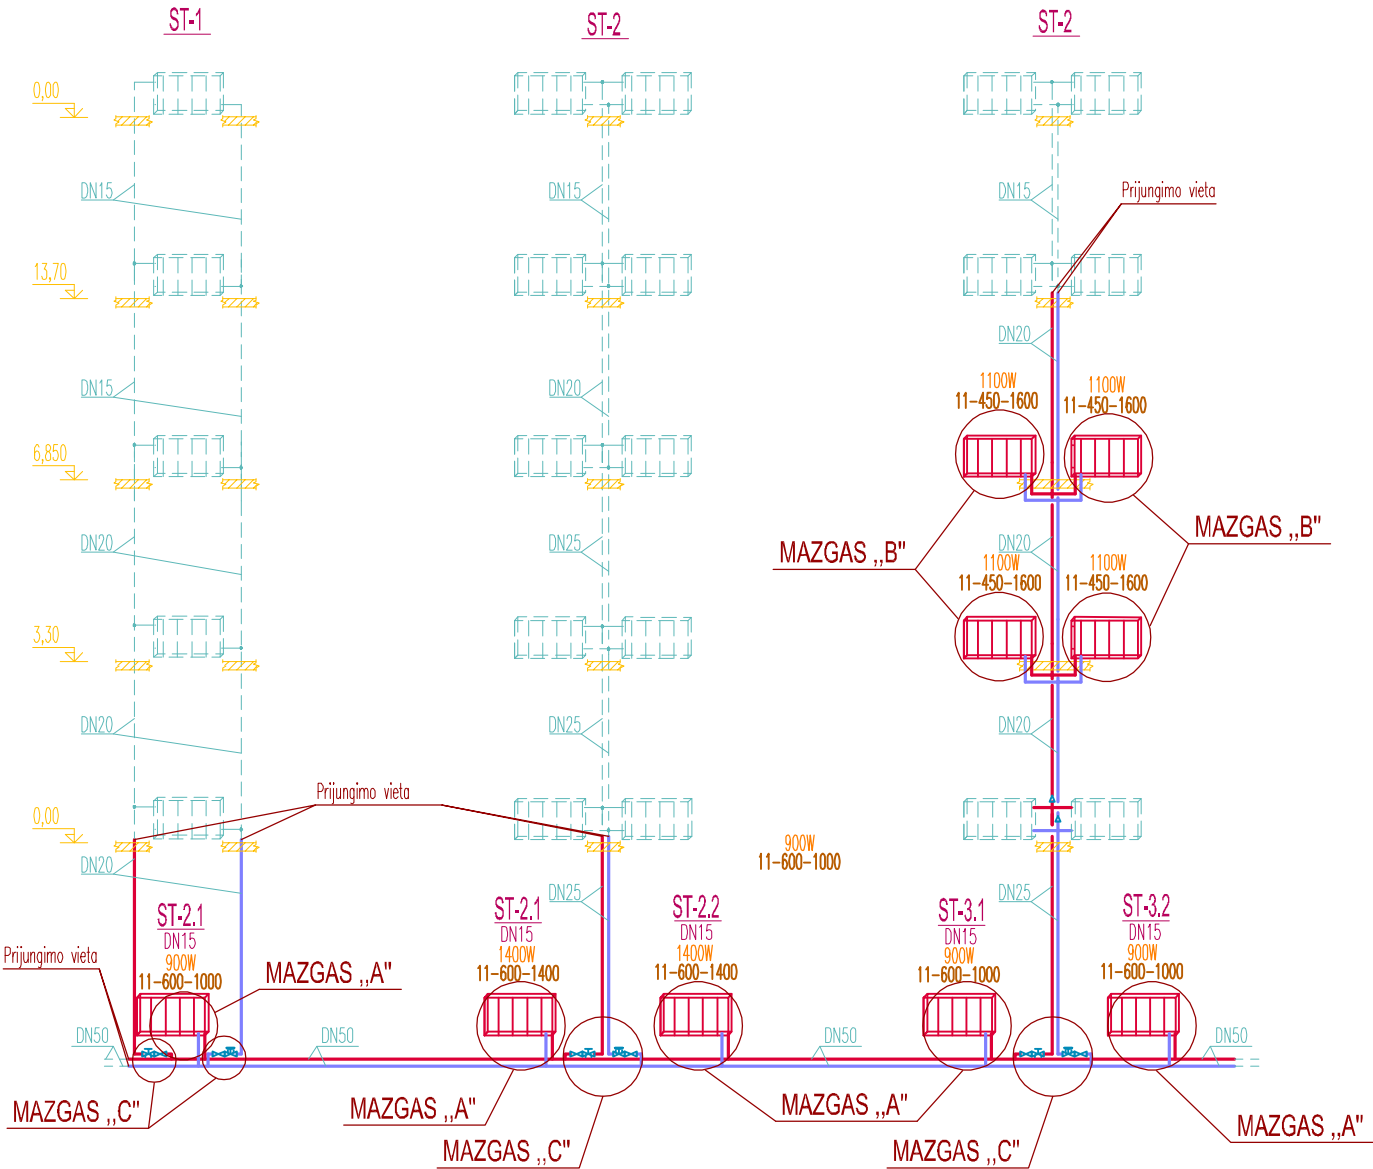 ST-1
ST-2
ST-2
0,00
DN15
DN15
DN15
Prijungimo vieta
13,70
DN15
DN20
DN20
1100W
11-450-1600
1100W
11-450-1600
6,850
DN20
DN25
DN20
MAZGAS ,,B"
MAZGAS ,,B"
1100W
11-450-1600
1100W
11-450-1600
3,30
DN20
DN25
DN20
Prijungimo vieta
0,00
900W
11-600-1000
DN20
DN25
DN25
ST-2.1
DN15
900W
11-600-1000
ST-2.1
DN15
1400W
11-600-1400
ST-2.2
DN15
1400W
11-600-1400
ST-3.1
DN15
900W
11-600-1000
ST-3.2
DN15
900W
11-600-1000
Prijungimo vieta
MAZGAS ,,A"
DN50
DN50
DN50
DN50
MAZGAS ,,C"
MAZGAS ,,A"
MAZGAS ,,A"
MAZGAS ,,A"
MAZGAS ,,C"
MAZGAS ,,C"